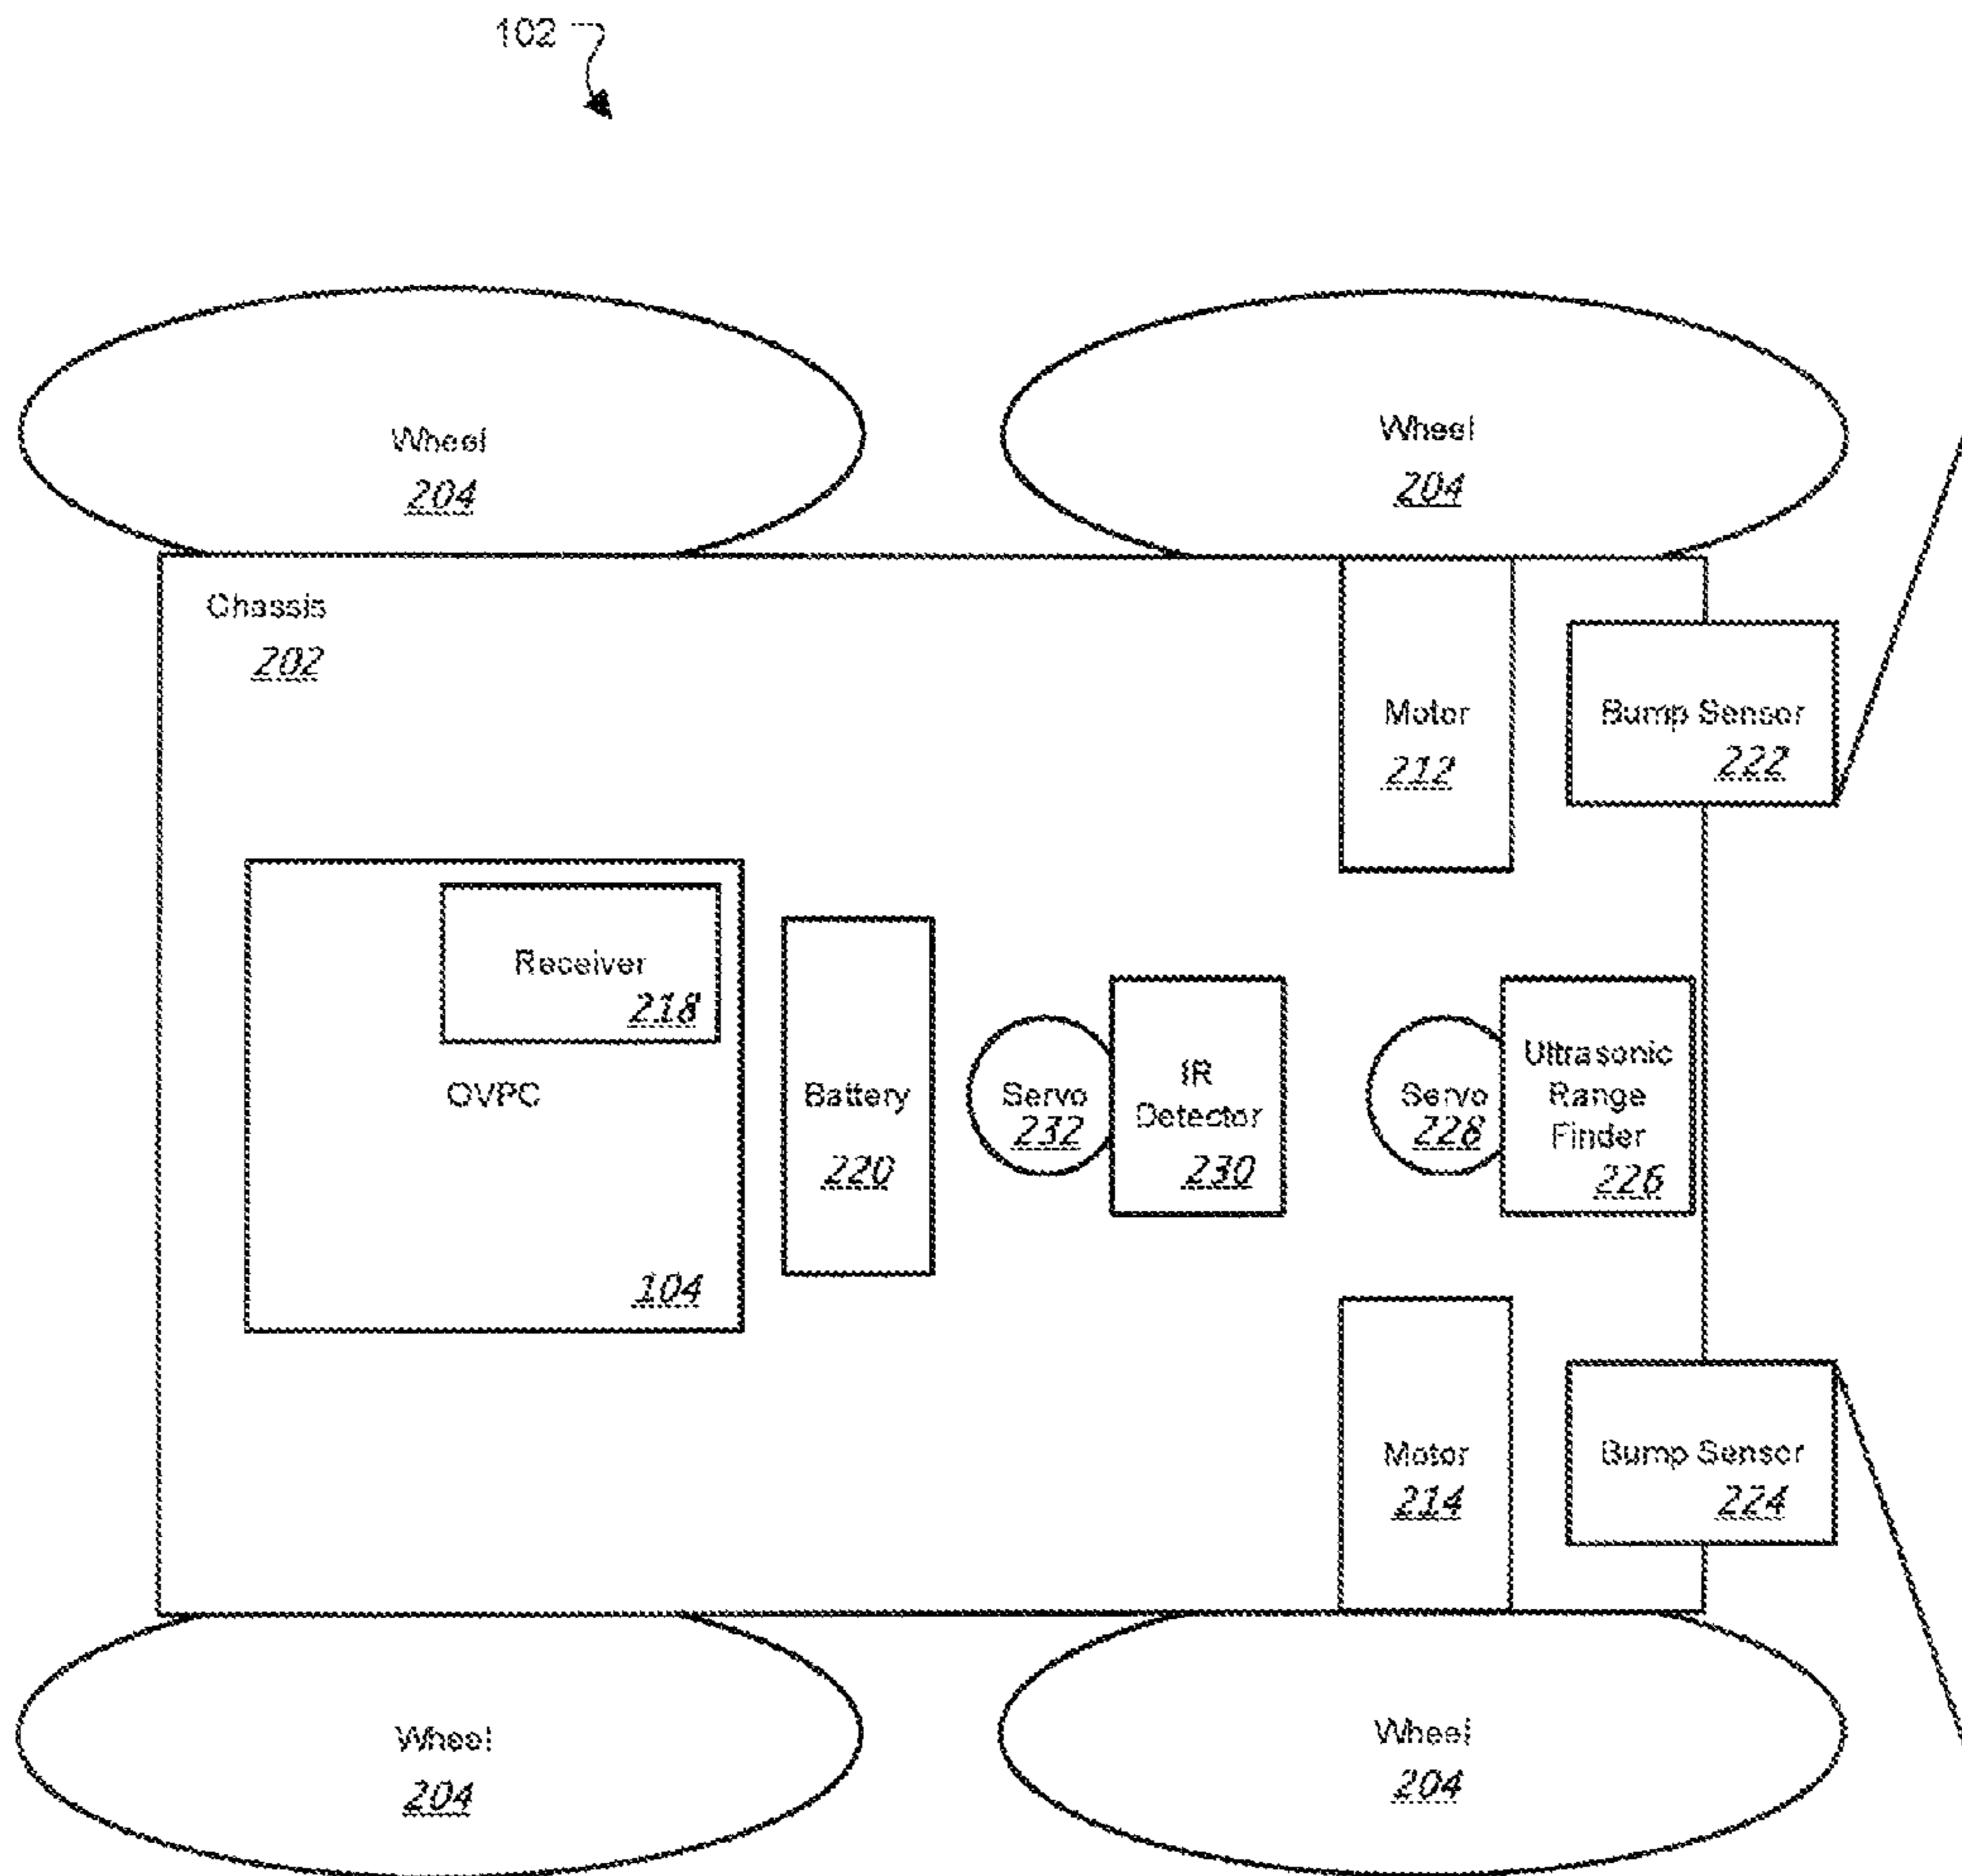 102
Wheel
204
Wheel
204
Chassis
202
Motor
212
Bump Sensor
222
Receiver
218
OVPC
104
Battery
220
Servo
232
IR
Detector
230
Servo
228
Ultrasonic
Range
Finder
226
Motor
214
Bump Sensor
224
Wheel
204
Wheel
204